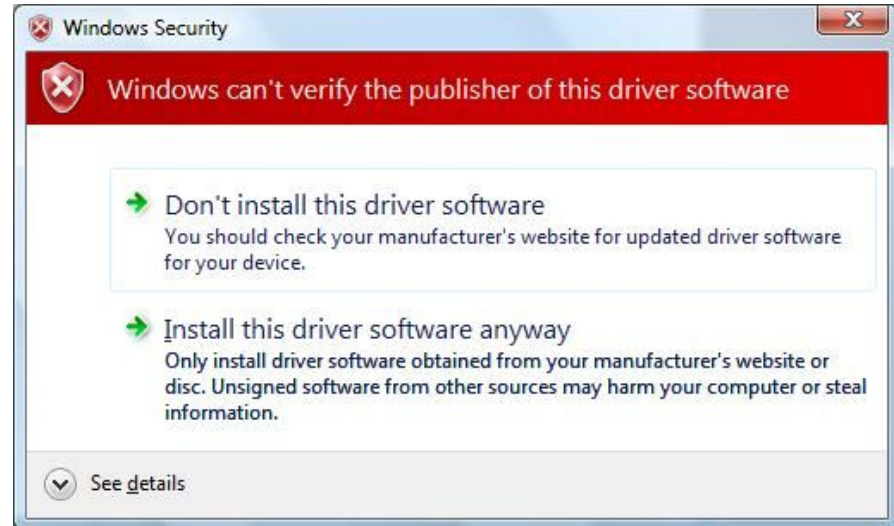 Windows Security
Windows can't verify the publisher of this driver software
Don't install this driver software
You should check your manufacturer's website for updated driver software
for your device.
Install this driver software anyway
Only install driver software obtained from your manufacturer's website or
disc. Unsigned software from other sources may harm your computer or steal
information.
See details